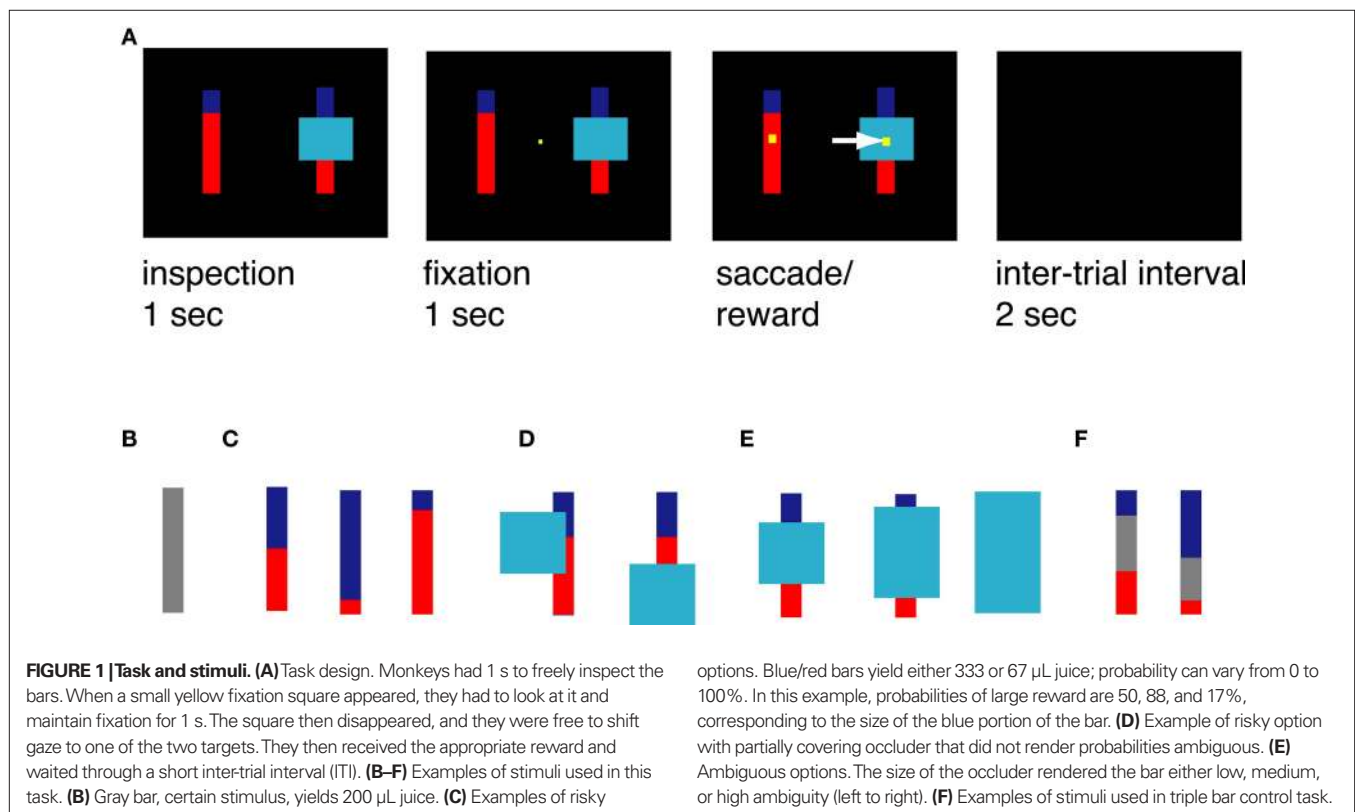 A
inspection
1 sec
fixation
1 sec
saccade/
reward
inter-trial interval
2 sec
B
C
D
E
F
FIGURE 1 | Task and stimuli. (A) Task design. Monkeys had 1 s to freely inspect the
bars. When a small yellow fixation square appeared, they had to look at it and
maintain fixation for 1 s. The square then disappeared, and they were free to shift
gaze to one of the two targets. They then received the appropriate reward and
waited through a short inter-trial interval (ITI). (B–F) Examples of stimuli used in this
task. (B) Gray bar, certain stimulus, yields 200 μL juice. (C) Examples of risky
options. Blue/red bars yield either 333 or 67 μL juice; probability can vary from 0 to
100%. In this example, probabilities of large reward are 50, 88, and 17%,
corresponding to the size of the blue portion of the bar. (D) Example of risky option
with partially covering occluder that did not render probabilities ambiguous. (E)
Ambiguous options. The size of the occluder rendered the bar either low, medium,
or high ambiguity (left to right). (F) Examples of stimuli used in triple bar control task.